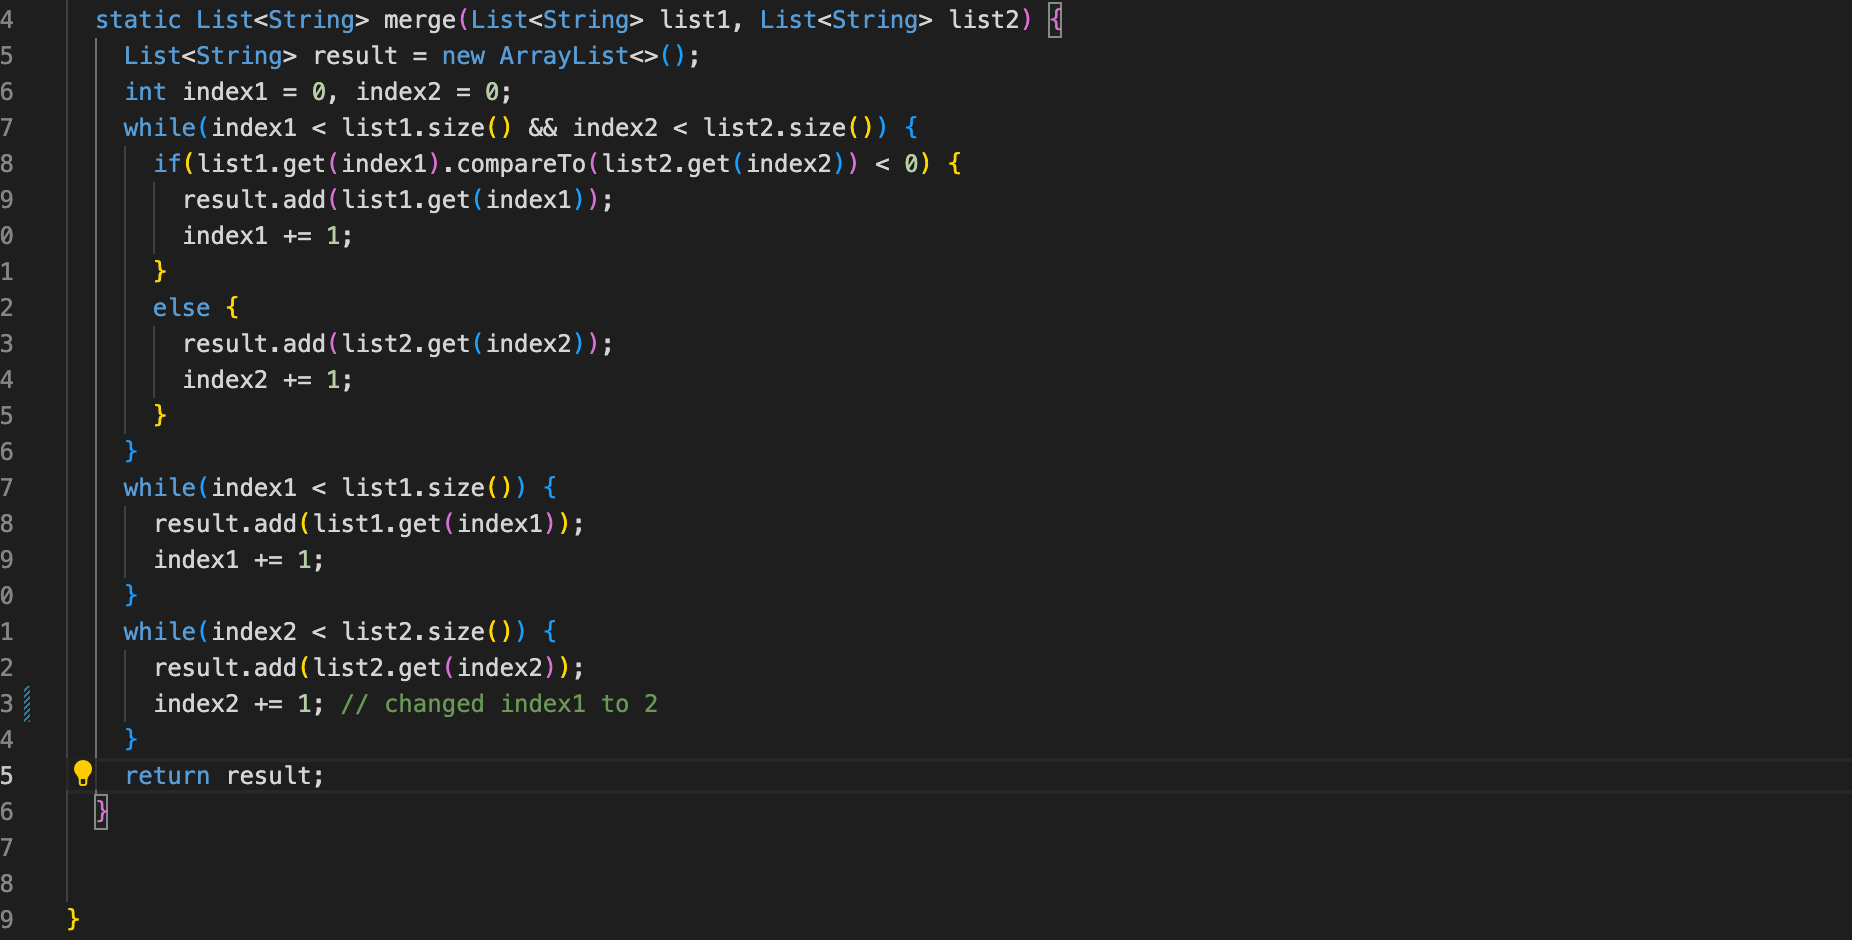 4 static List<String> merge(List<String> list1, List<String> list2) {
5 List<String> result = new ArrayList<>();
6 int index1 = 0, index2 = 0;
7 while(index1 < list1.size() && index2 < list2.size()) {
8 if(list1.get(index1).compareTo(list2.get(index2)) < 0) {
9 result.add(list1.get(index1));
0 index1 += 1;
1 }
2 else {
3 result.add(list2.get(index2));
4 index2 += 1;
5 }
6 }
7 while(index1 < list1.size()) {
8 result.add(list1.get(index1));
9 index1 += 1;
0 }
1 while(index2 < list2.size()) {
2 result.add(list2.get(index2));
3 index2 += 1; // changed index1 to 2
4 }
5 return result;
6 }
7
8
9 }